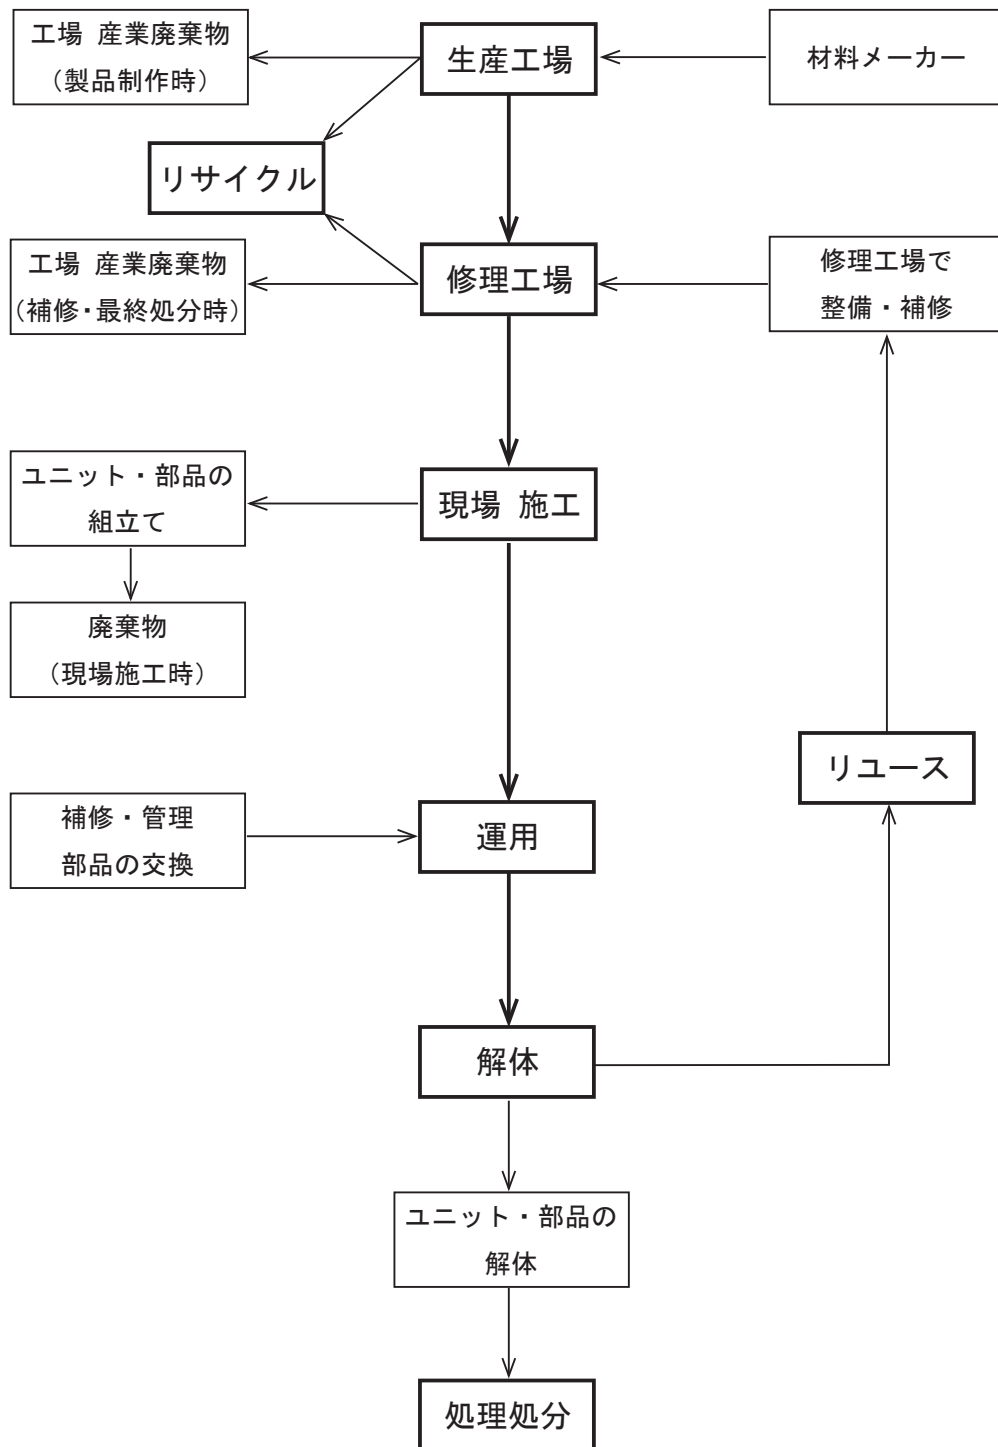 工場 産業廃棄物
（製品制作時）
生産工場
材料メーカー
リサイクル
工場 産業廃棄物
（補修・最終処分時）
修理工場
修理工場で
整備・補修
ユニット・部品の
組立て
現場 施工
廃棄物
（現場施工時）
リユース
補修・管理
部品の交換
運用
解体
ユニット・部品の
解体
処理処分